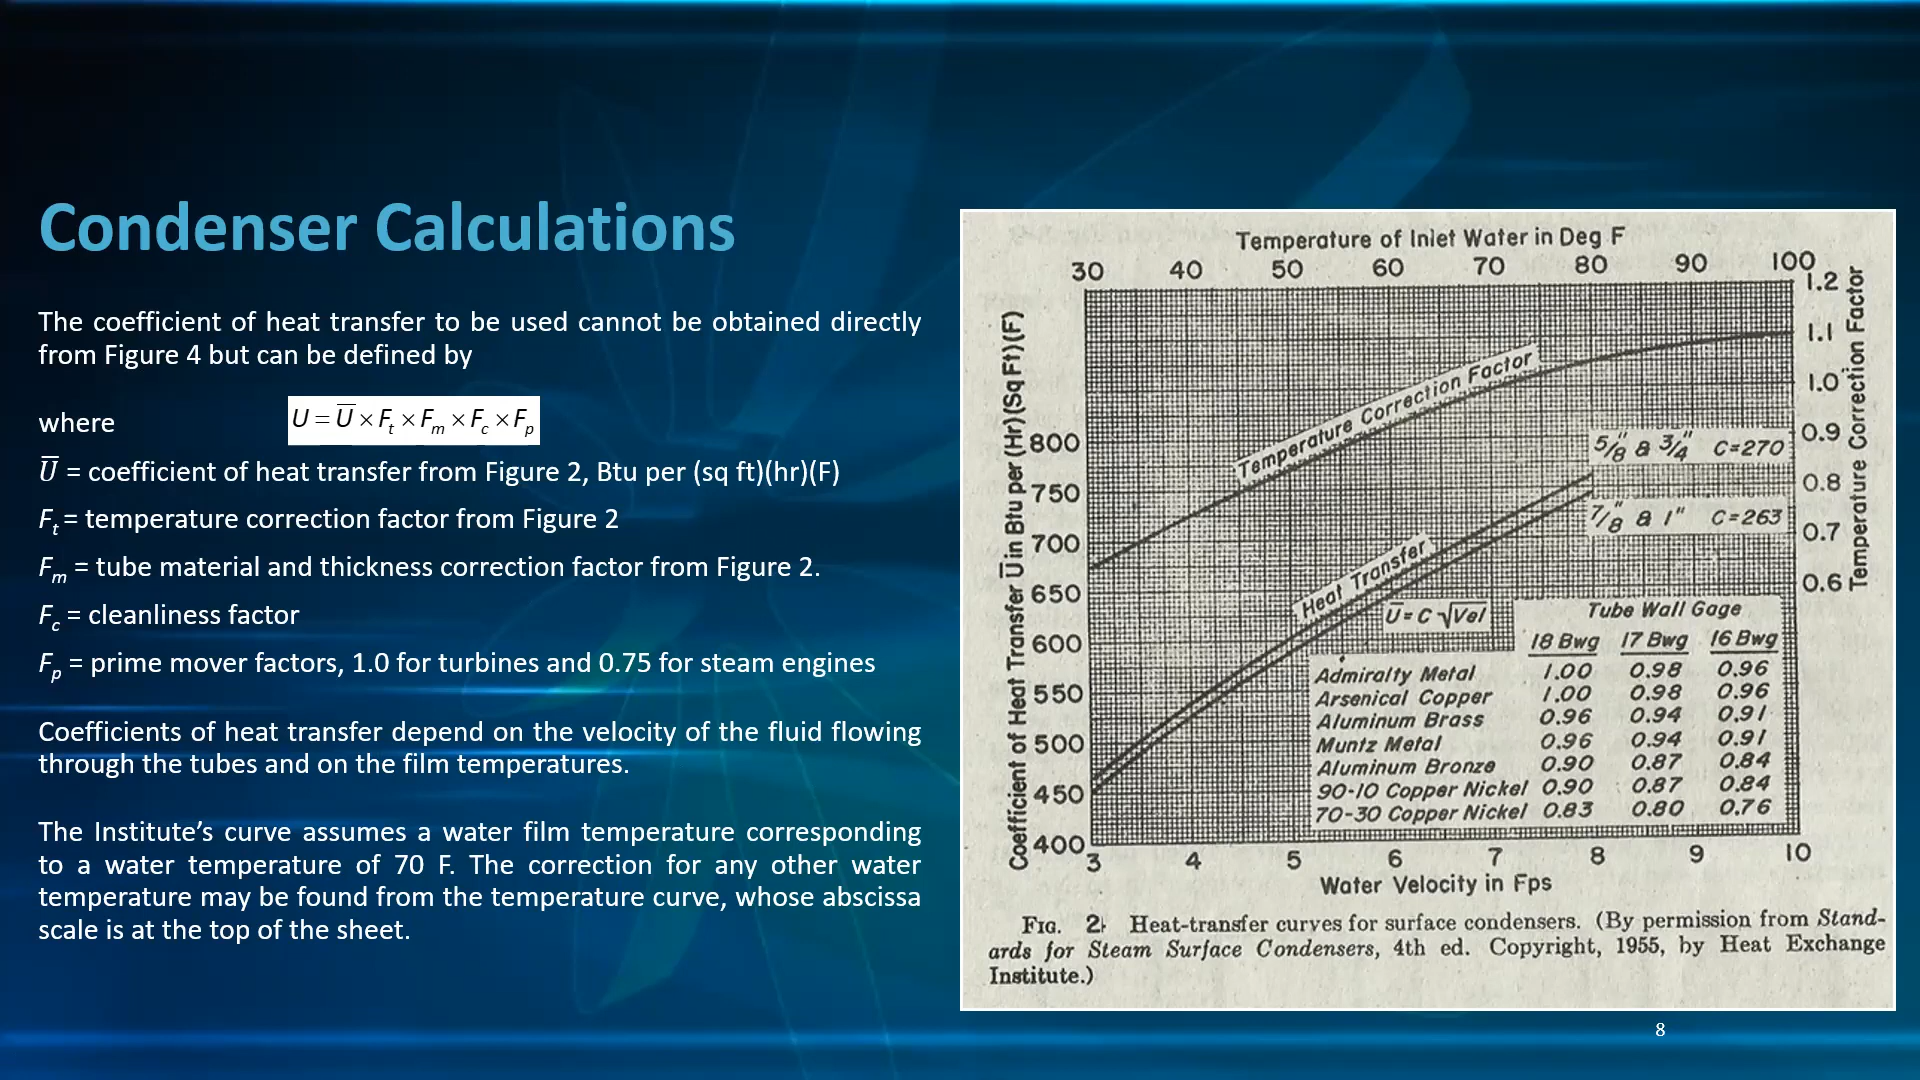 Condenser Calculations
The coefficient of heat transfer to be used cannot be obtained directly
from Figure 4 but can be defined by
where U = U̅ × Ft × Fm × Fc × Fp
U̅ = coefficient of heat transfer from Figure 2, Btu per (sq ft)(hr)(F)
Ft = temperature correction factor from Figure 2
Fm = tube material and thickness correction factor from Figure 2.
Fc = cleanliness factor
Fp = prime mover factors, 1.0 for turbines and 0.75 for steam engines
Coefficients of heat transfer depend on the velocity of the fluid flowing
through the tubes and on the film temperatures.
The Institute's curve assumes a water film temperature corresponding
to a water temperature of 70 F. The correction for any other water
temperature may be found from the temperature curve, whose abscissa
scale is at the top of the sheet.
Temperature of Inlet Water in Deg F
30 40 50 60 70 80 90 100
Coefficient of Heat Transfer U̅ in Btu per (Hr)(Sq Ft)(F)
800
750
700
650
600
550
500
450
400
1.2
1.1
1.0
0.9
0.8
0.7
0.6
Temperature Correction Factor
Temperature Correction Factor
Heat Transfer
5/8" & 3/4" C=270
7/8" & 1" C=263
U̅=C √Vel
Tube Wall Gage
18 Bwg 17 Bwg 16 Bwg
Admiralty Metal 1.00 0.98 0.96
Arsenical Copper 1.00 0.98 0.96
Aluminum Brass 0.96 0.94 0.91
Muntz Metal 0.96 0.94 0.91
Aluminum Bronze 0.90 0.87 0.84
90-10 Copper Nickel 0.90 0.87 0.84
70-30 Copper Nickel 0.83 0.80 0.76
3 4 5 6 7 8 9 10
Water Velocity in Fps
FIG. 2 Heat-transfer curves for surface condensers. (By permission from Stand-
ards for Steam Surface Condensers, 4th ed. Copyright, 1955, by Heat Exchange
Institute.)
8